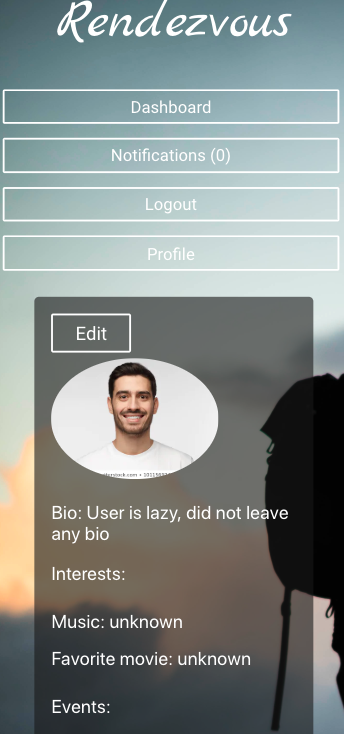 Rendezvous
Dashboard
Notifications (0)
Logout
Profile
Edit
Bio: User is lazy, did not leave
any bio
Interests:
Music: unknown
Favorite movie: unknown
Events: